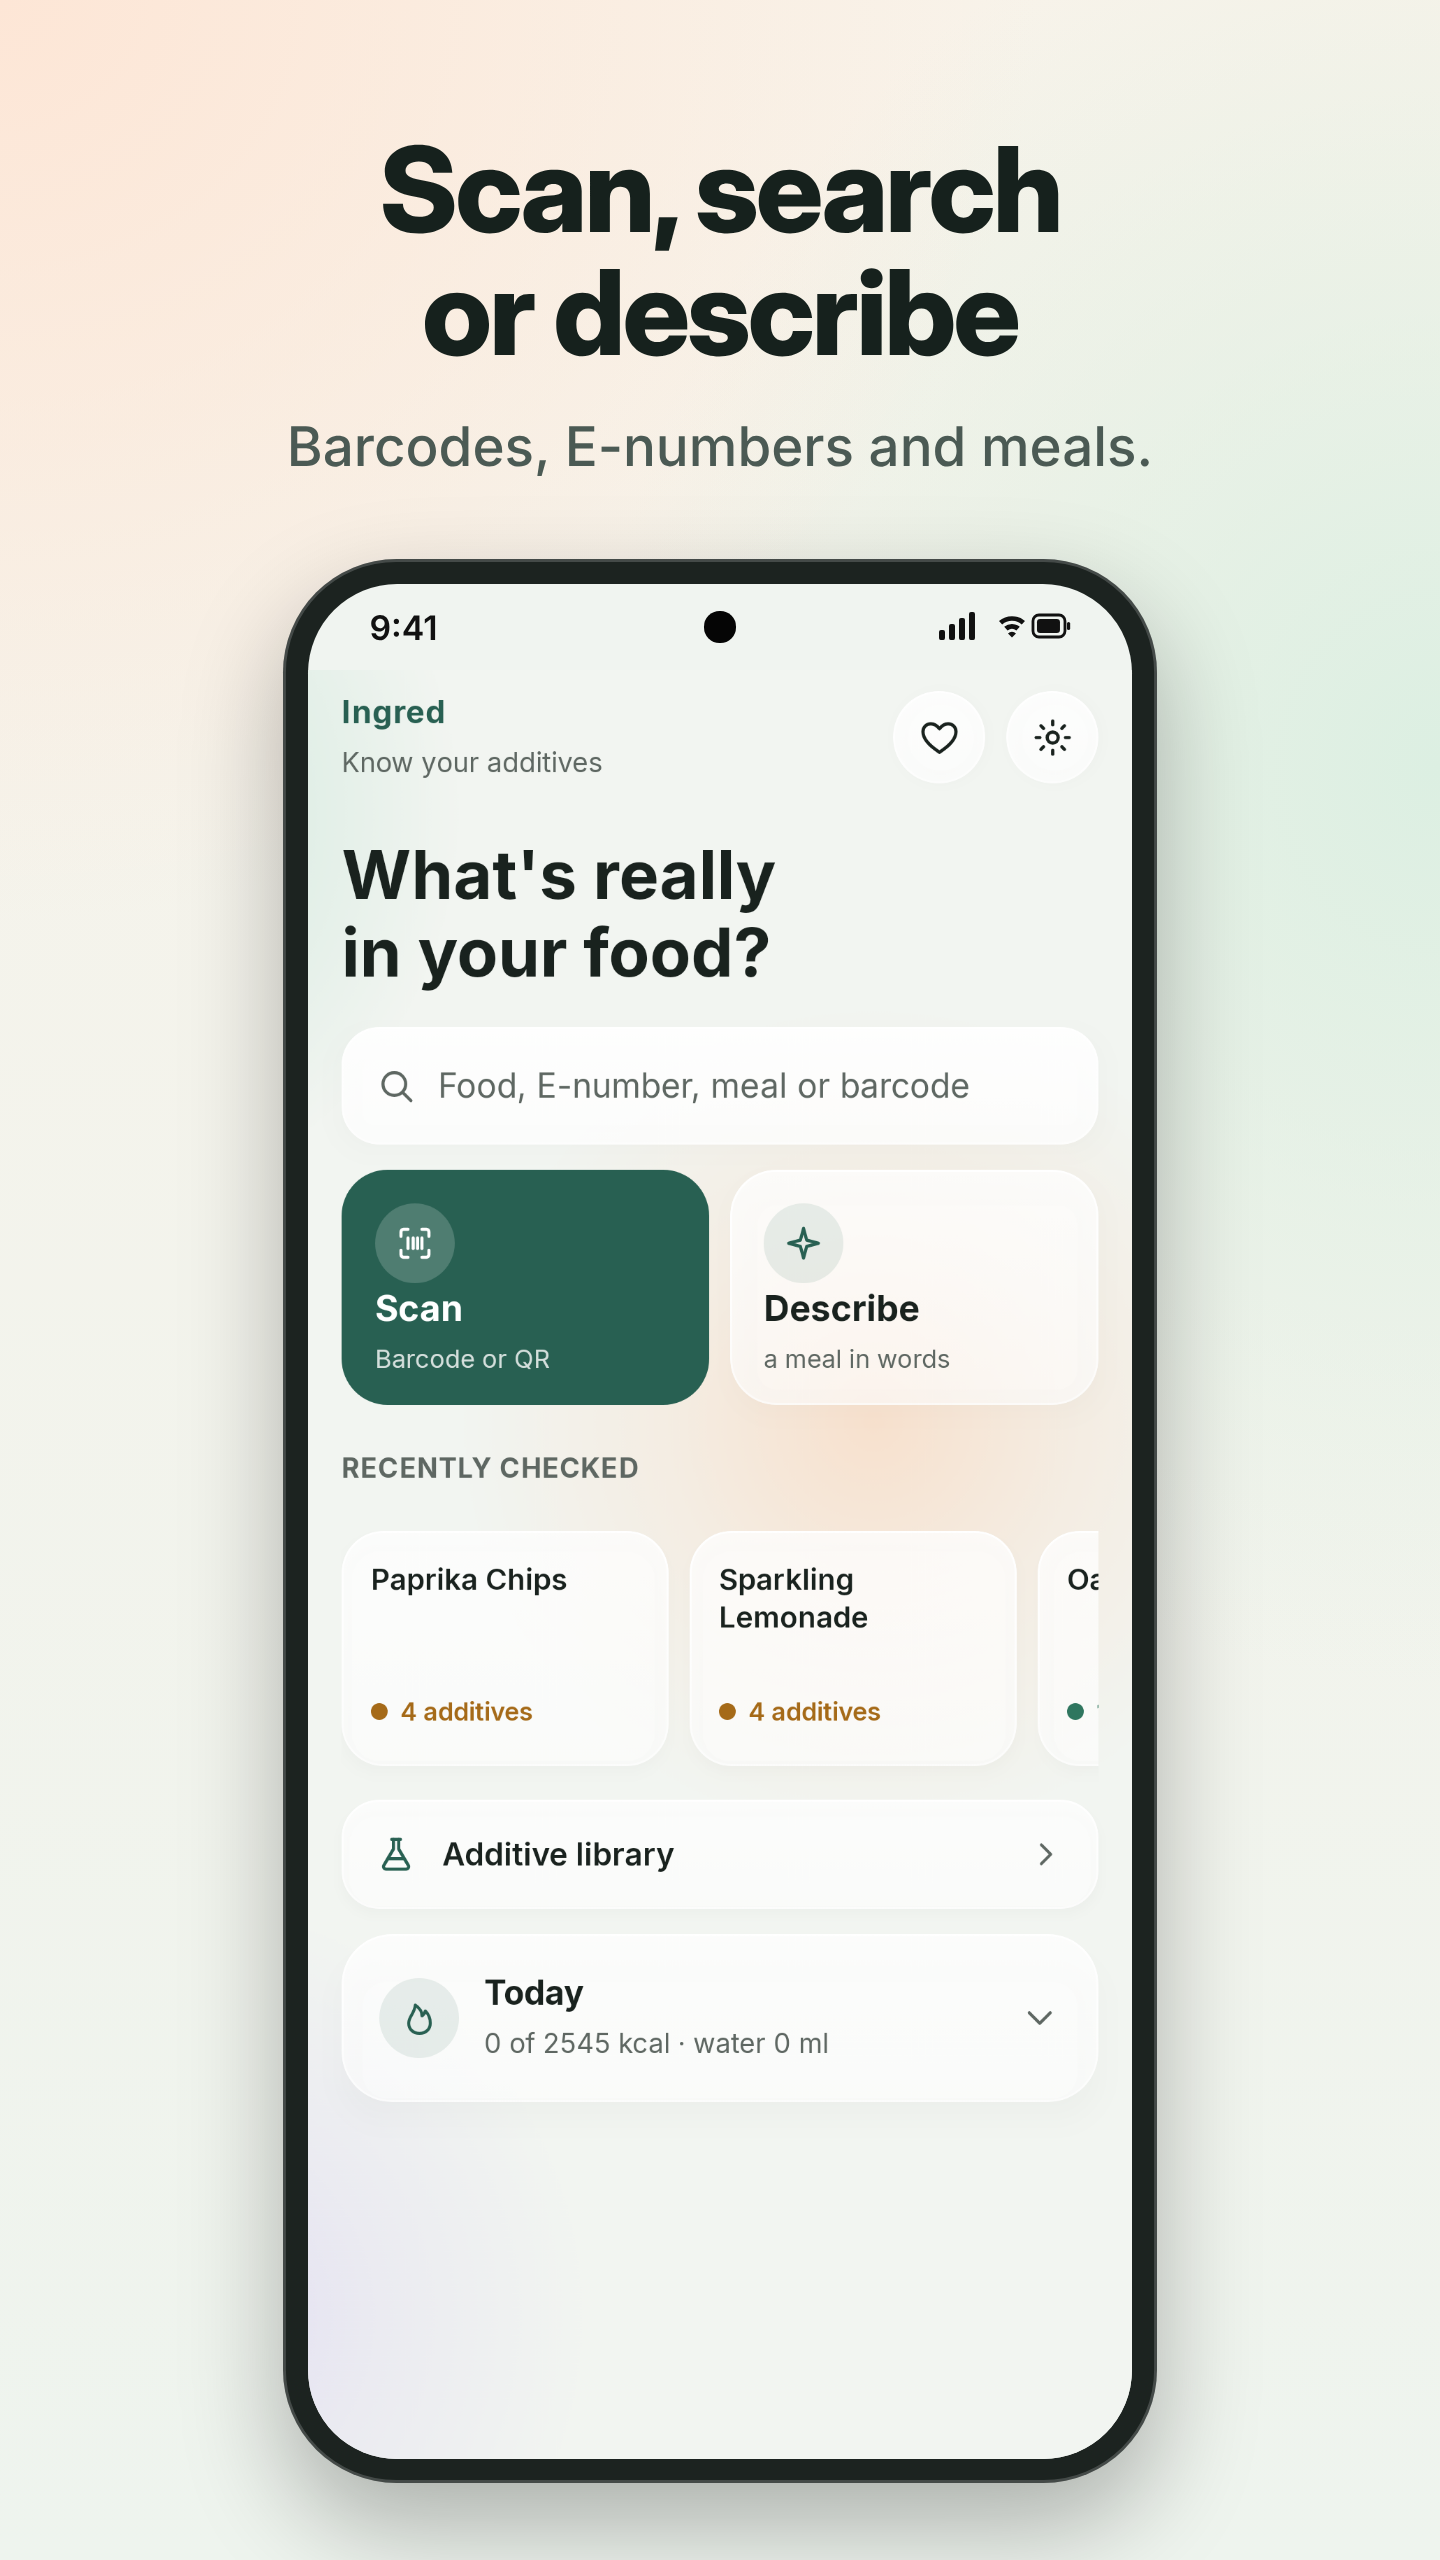 Scan, search
or describe
Barcodes, E-numbers and meals.
9:41
Ingred
Know your additives
What's really
in your food?
Food, E-number, meal or barcode
Scan
Barcode or QR
Describe
a meal in words
RECENTLY CHECKED
Paprika Chips
4 additives
Sparkling
Lemonade
4 additives
Additive library
Today
0 of 2545 kcal · water 0 ml